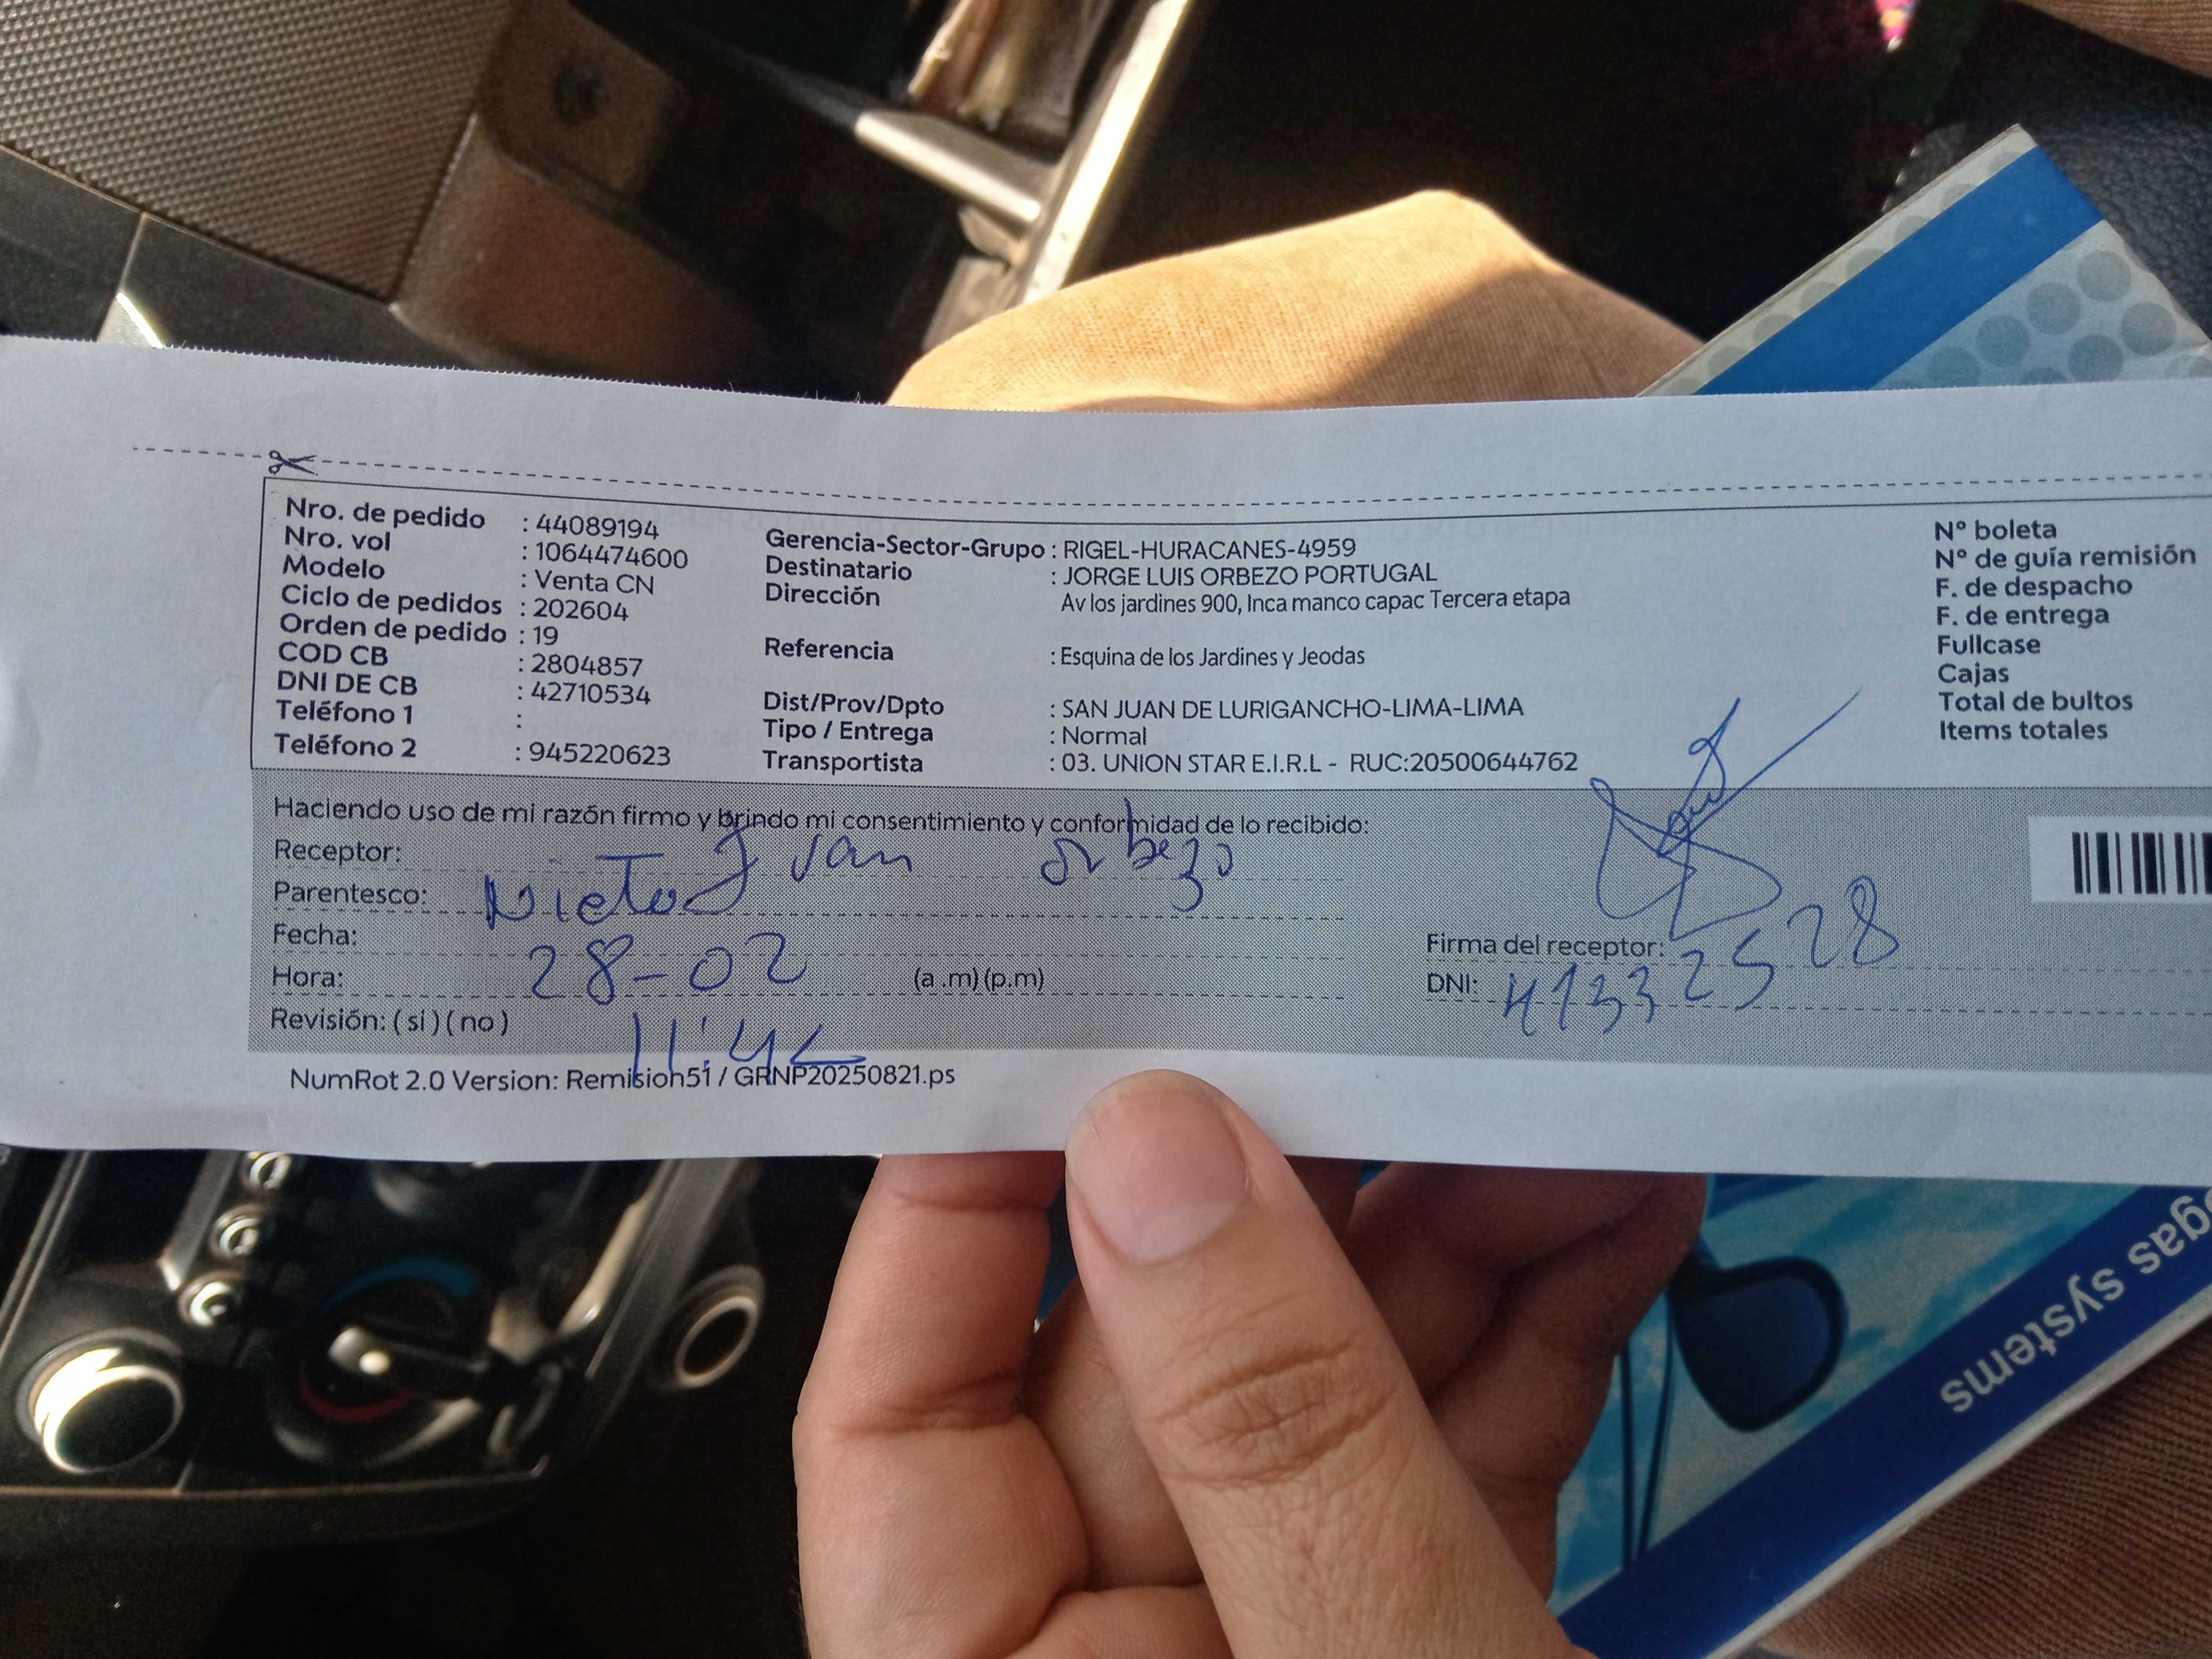 Nro. de pedido : 44089194
Nro. vol : 1064474600
Modelo : Venta CN
Ciclo de pedidos : 202604
Orden de pedido : 19
COD CB : 2804857
DNI DE CB : 42710534
Teléfono 1 :
Teléfono 2 : 945220623
Gerencia-Sector-Grupo : RIGEL-HURACANES-4959
Destinatario : JORGE LUIS ORBEZO PORTUGAL
Dirección Av los jardines 900, Inca manco capac Tercera etapa
Referencia : Esquina de los Jardines y Jeodas
Dist/Prov/Dpto : SAN JUAN DE LURIGANCHO-LIMA-LIMA
Tipo / Entrega : Normal
Transportista : 03. UNION STAR E.I.R.L - RUC:20500644762
N° boleta
N° de guía remisión
F. de despacho
F. de entrega
Fullcase
Cajas
Total de bultos
Items totales
Haciendo uso de mi razón firmo y brindo mi consentimiento y conformidad de lo recibido:
Receptor: Juan Orbezo
Parentesco: Nieto
Fecha: 28-02
Hora: 11:42 (a .m) (p.m)
Revisión: ( si ) ( no )
Firma del receptor:
DNI: 41332528
NumRot 2.0 Version: Remision51 / GRNP20250821.ps
gas systems